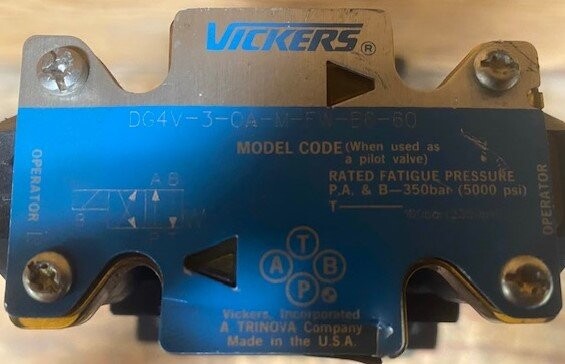 VICKERS®
DG4V-3-0A-M-FW-B6-60
MODEL CODE (When used as
a pilot valve)
RATED FATIGUE PRESSURE
P.A. & B—350bar (5000 psi)
T
OPERATOR
OPERATOR
A B
B
T
A B
P
Vickers, Incorporated
A TRINOVA Company
Made in the U.S.A.